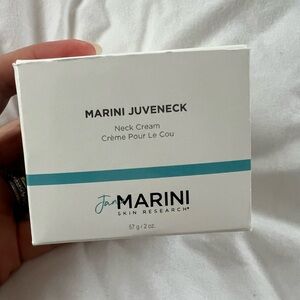 MARINI JUVENECK
Neck Cream
Crème Pour Le Cou
Jan MARINI
SKIN RESEARCH®
57 g / 2 oz.